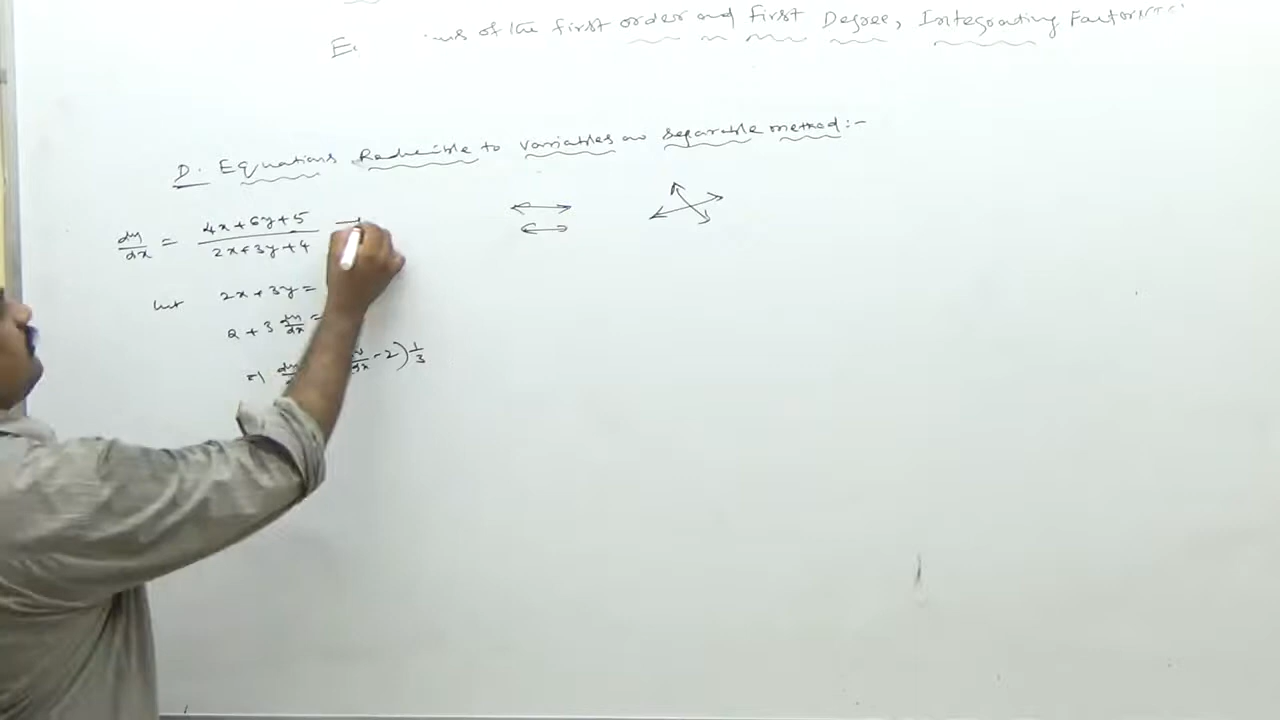 of the first order and First Degree, Integrating Factor
D. Equations Reducible to variables separable method:-
dy/dx = 4x+6y+5 / 2x+3y+4
let 2x+3y=
2+3 dy/dx =
⇒ -2) 1/3